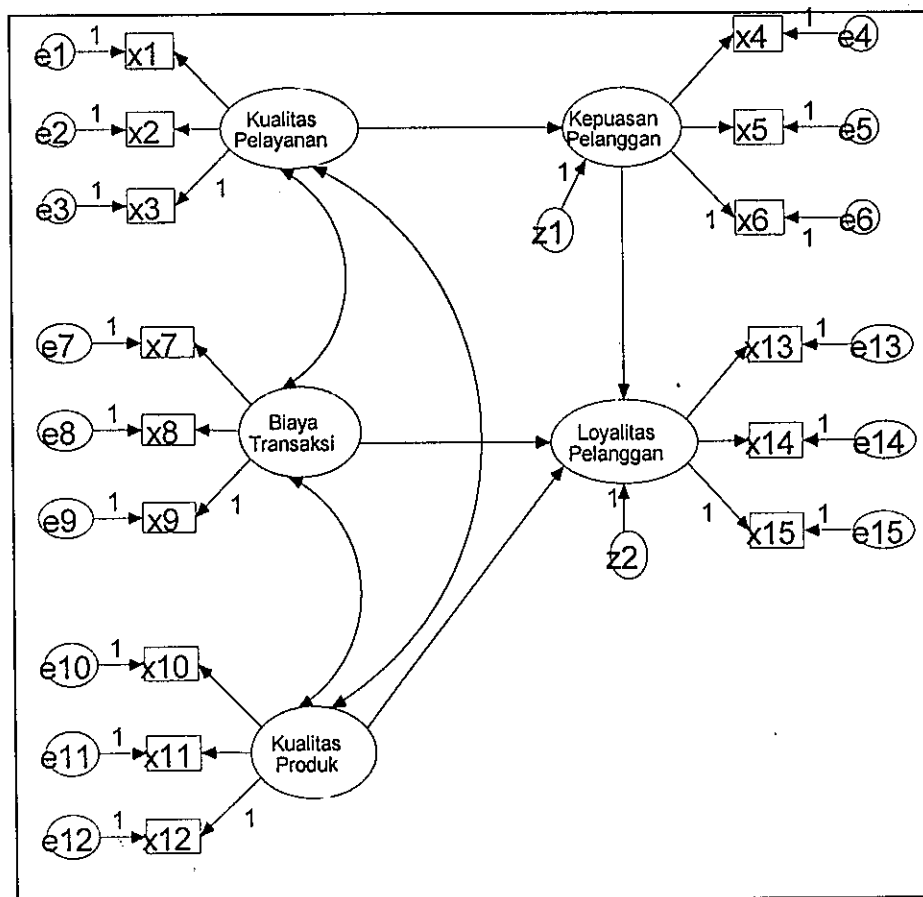 e1 1 x1
e2 1 x2
e3 1 x3
1
Kualitas
Pelayanan
Kepuasan
Pelanggan
x4 1 e4
x5 1 e5
1 x6 1 e6
1
z1
e7 1 x7
e8 1 x8
e9 1 x9
1
Biaya
Transaksi
Loyalitas
Pelanggan
x13 1 e13
x14 1 e14
1 x15 1 e15
1
z2
e10 1 x10
e11 1 x11
e12 1 x12
1
Kualitas
Produk